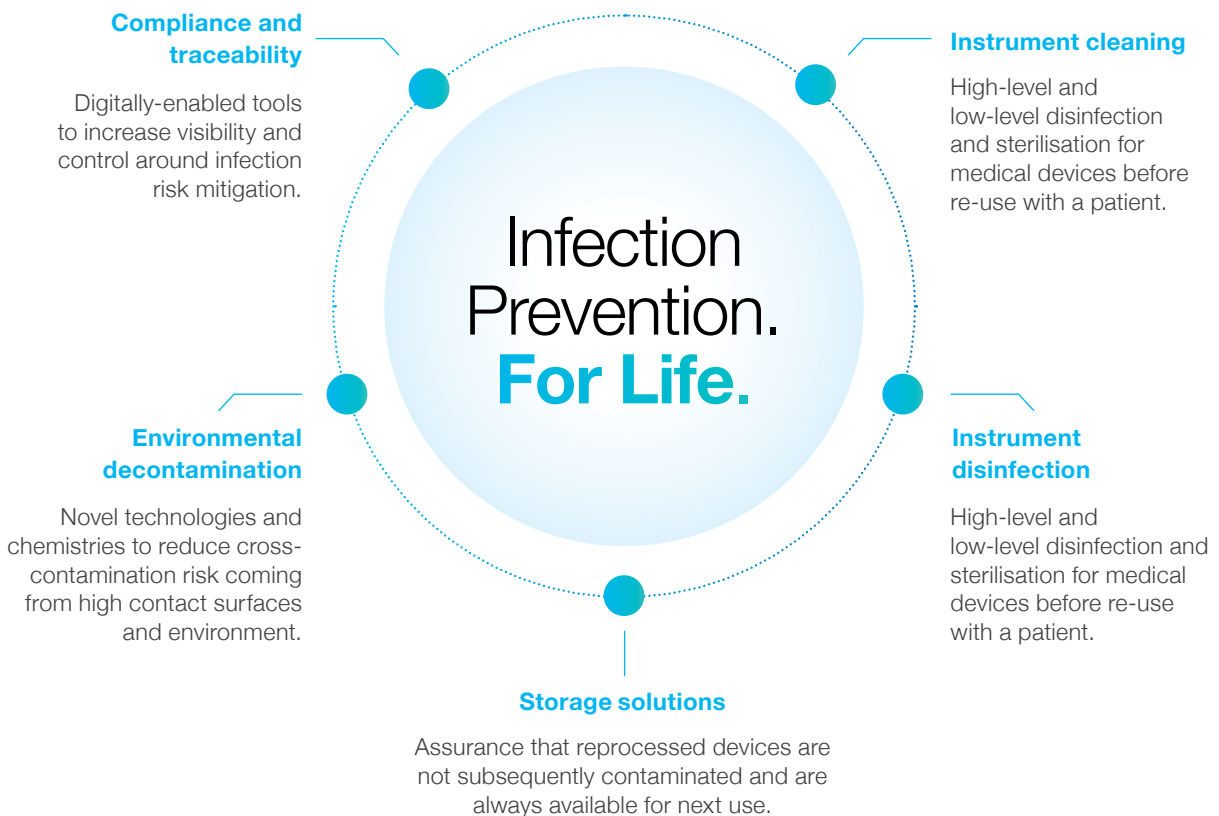 Compliance and
traceability
Digitally-enabled tools
to increase visibility and
control around infection
risk mitigation.
Instrument cleaning
High-level and
low-level disinfection
and sterilisation for
medical devices before
re-use with a patient.
Infection
Prevention.
For Life.
Environmental
decontamination
Novel technologies and
chemistries to reduce cross-
contamination risk coming
from high contact surfaces
and environment.
Instrument
disinfection
High-level and
low-level disinfection and
sterilisation for medical
devices before re-use
with a patient.
Storage solutions
Assurance that reprocessed devices are
not subsequently contaminated and are
always available for next use.